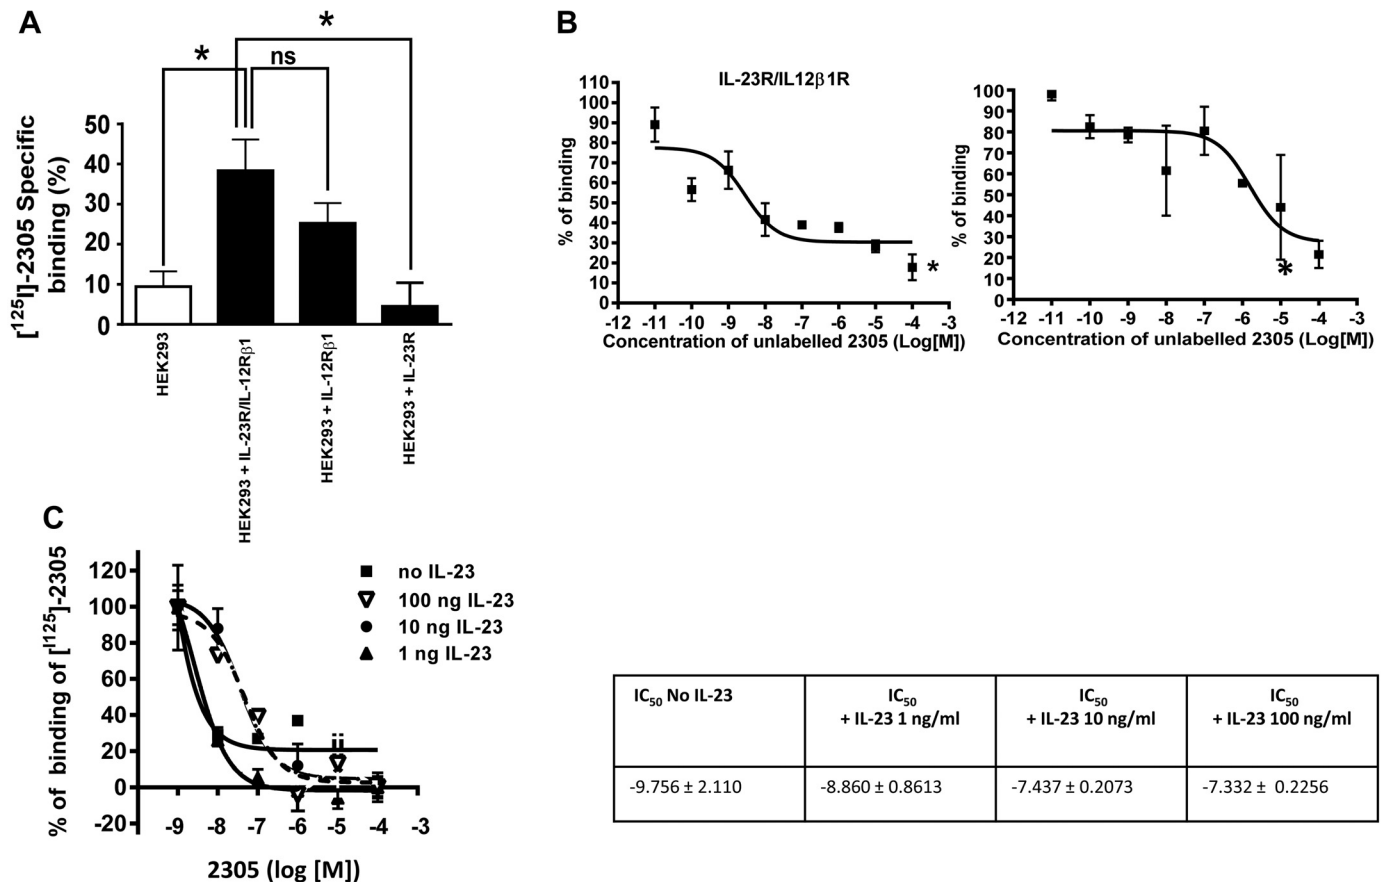 A
*
*
ns
[125I]-2305 Specific
binding (%)
50
40
30
20
10
0
HEK293
HEK293 + IL-23R/IL-12Rβ1
HEK293 + IL-12Rβ1
HEK293 + IL-23R
B
IL-23R/IL12β1R
% of binding
110
100
90
80
70
60
50
40
30
20
10
0
*
-12 -11 -10 -9 -8 -7 -6 -5 -4 -3
Concentration of unlabelled 2305 (Log[M])
% of binding
100
90
80
70
60
50
40
30
20
10
0
*
-12 -11 -10 -9 -8 -7 -6 -5 -4 -3
Concentration of unlabelled 2305 (Log[M])
C
% of binding of [I125]-2305
120
100
80
60
40
20
0
-20
-9 -8 -7 -6 -5 -4 -3
2305 (log [M])
no IL-23
100 ng IL-23
10 ng IL-23
1 ng IL-23
IC50 No IL-23
IC50
+ IL-23 1 ng/ml
IC50
+ IL-23 10 ng/ml
IC50
+ IL-23 100 ng/ml
-9.756 ± 2.110
-8.860 ± 0.8613
-7.437 ± 0.2073
-7.332 ± 0.2256